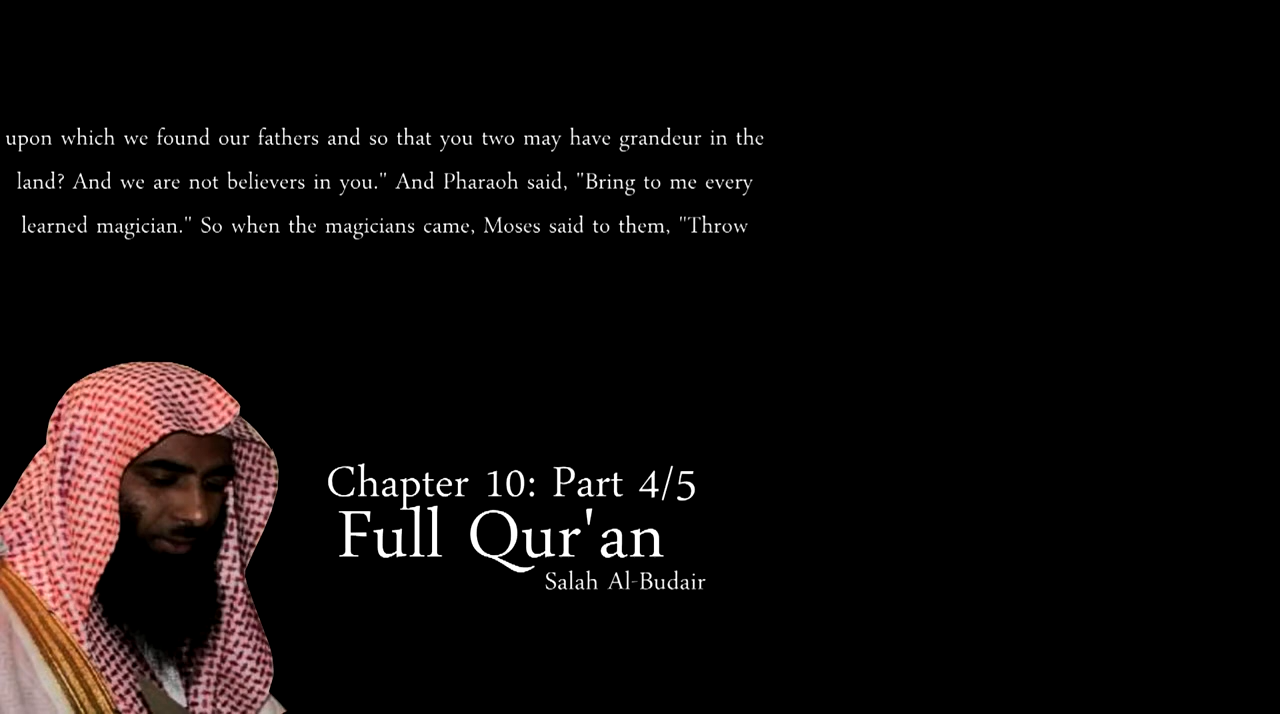 upon which we found our fathers and so that you two may have grandeur in the
land? And we are not believers in you." And Pharaoh said, "Bring to me every
learned magician." So when the magicians came, Moses said to them, "Throw
Chapter 10: Part 4/5
Full Qur'an
Salah Al-Budair